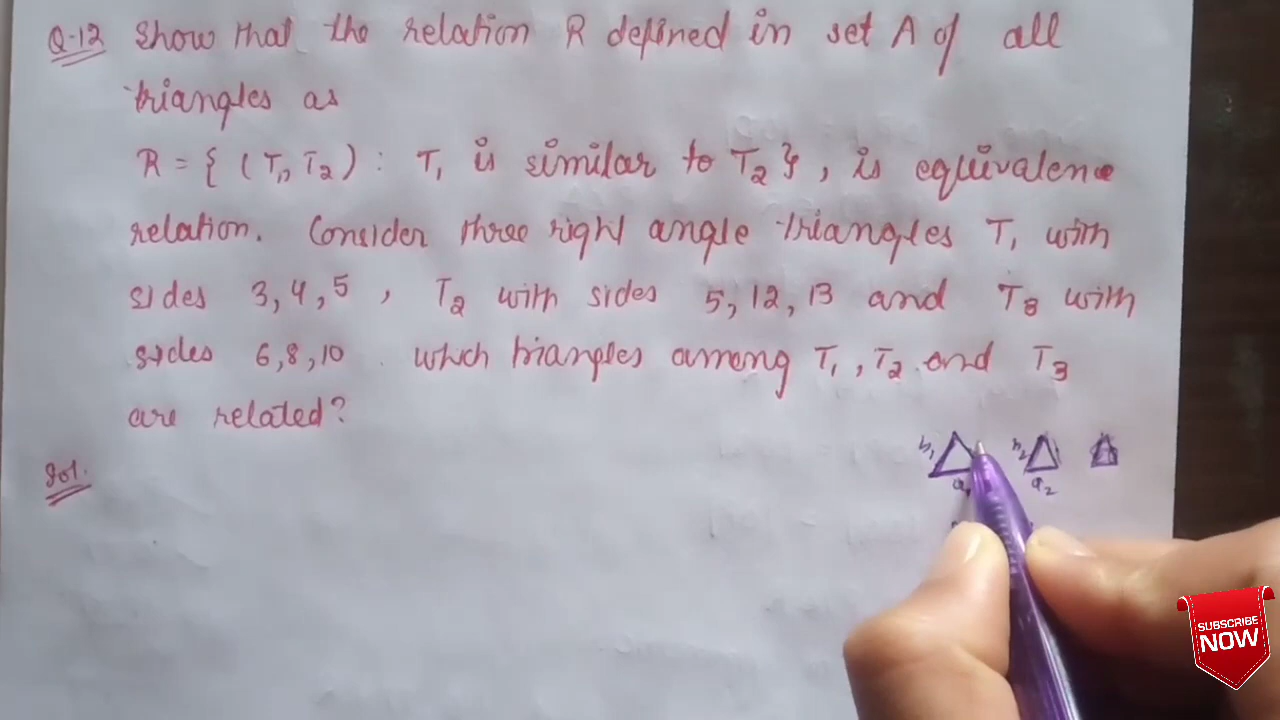 Q-12 Show that the relation R defined in set A of all
triangles as
R = { (T1, T2) : T1 is similar to T2 }, is equivalence
relation. Consider three right angle triangles T1 with
sides 3, 4, 5 , T2 with sides 5, 12, 13 and T3 with
sides 6, 8, 10 . which triangles among T1, T2 and T3
are related?
Sol.
b1
a1
b2
a2
SUBSCRIBE
NOW